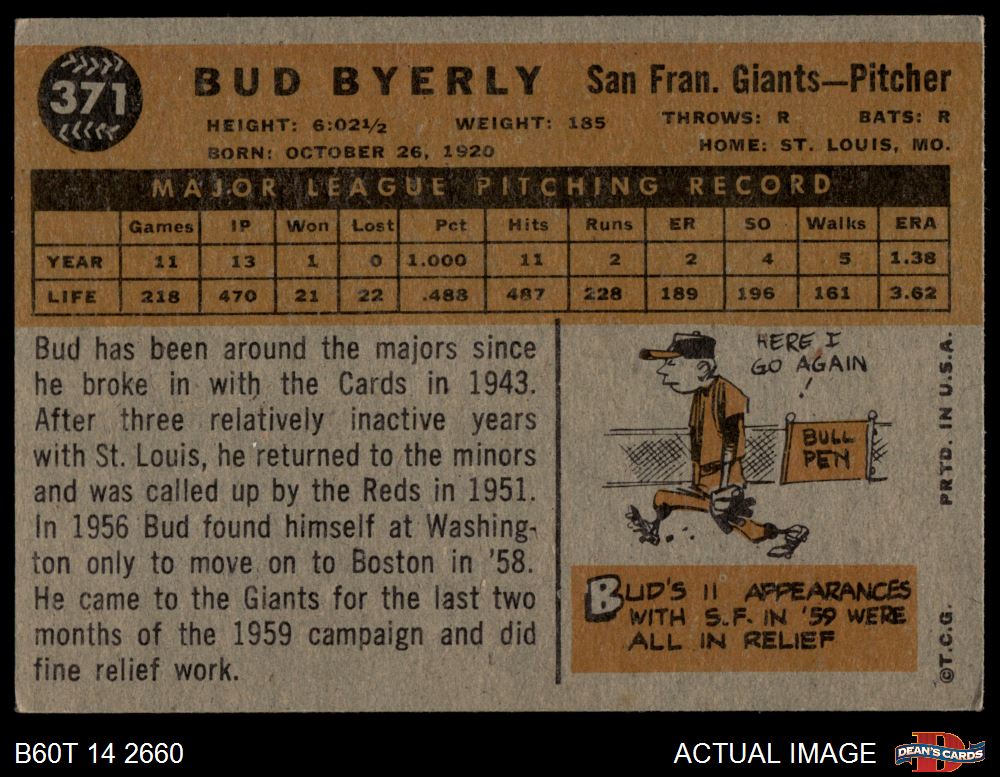 371
BUD BYERLY San Fran. Giants—Pitcher
HEIGHT: 6:02½ WEIGHT: 185 THROWS: R BATS: R
BORN: OCTOBER 26, 1920 HOME: ST. LOUIS, MO.
MAJOR LEAGUE PITCHING RECORD
Games IP Won Lost Pct Hits Runs ER SO Walks ERA
YEAR 11 13 1 0 1.000 11 2 2 4 5 1.38
LIFE 218 470 21 22 .488 487 228 189 196 161 3.62
Bud has been around the majors since
he broke in with the Cards in 1943.
After three relatively inactive years
with St. Louis, he returned to the minors
and was called up by the Reds in 1951.
In 1956 Bud found himself at Washing-
ton only to move on to Boston in '58.
He came to the Giants for the last two
months of the 1959 campaign and did
fine relief work.
HERE I
GO AGAIN
!
BULL
PEN
BUD'S 11 APPEARANCES
WITH S.F. IN '59 WERE
ALL IN RELIEF
©T.C.G. PRTD. IN U.S.A.
B60T 14 2660 ACTUAL IMAGE D DEAN'S CARDS